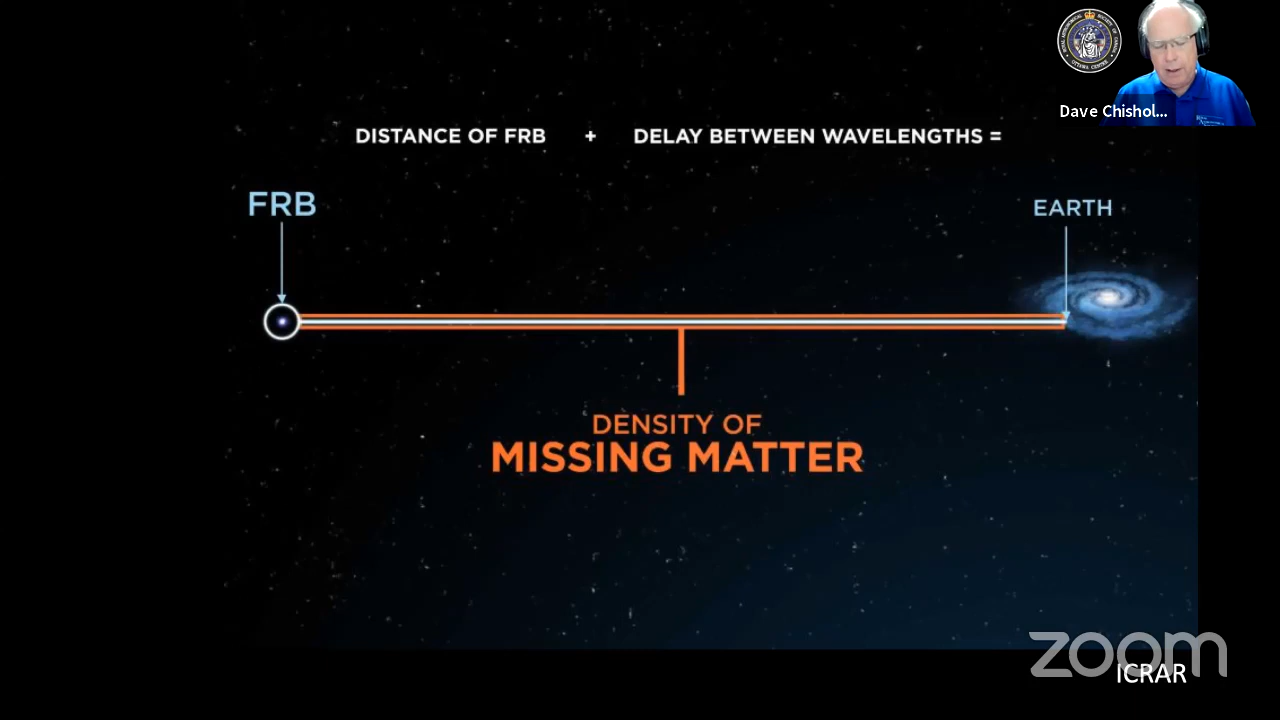 DISTANCE OF FRB + DELAY BETWEEN WAVELENGTHS =
Dave Chishol...
FRB
EARTH
DENSITY OF
MISSING MATTER
zoom
ICRAR